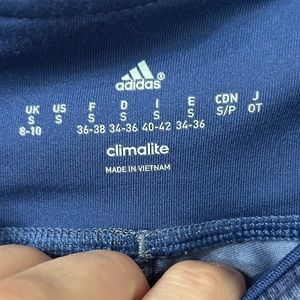 adidas®
UK US F D I E CDN J
S S S S S S S/P OT
8-10 36-38 34-36 40-42 34-36
climalite
MADE IN VIETNAM